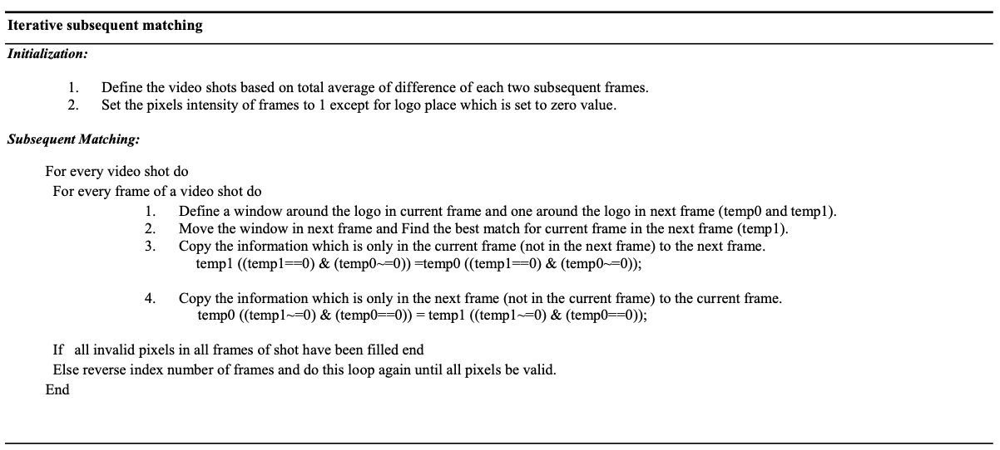 Iterative subsequent matching
Initialization:
1. Define the video shots based on total average of difference of each two subsequent frames.
2. Set the pixels intensity of frames to 1 except for logo place which is set to zero value.
Subsequent Matching:
For every video shot do
For every frame of a video shot do
1. Define a window around the logo in current frame and one around the logo in next frame (temp0 and temp1).
2. Move the window in next frame and Find the best match for current frame in the next frame (temp1).
3. Copy the information which is only in the current frame (not in the next frame) to the next frame.
temp1 ((temp1==0) & (temp0~=0)) =temp0 ((temp1==0) & (temp0~=0));
4. Copy the information which is only in the next frame (not in the current frame) to the current frame.
temp0 ((temp1~=0) & (temp0==0)) = temp1 ((temp1~=0) & (temp0==0));
If all invalid pixels in all frames of shot have been filled end
Else reverse index number of frames and do this loop again until all pixels be valid.
End